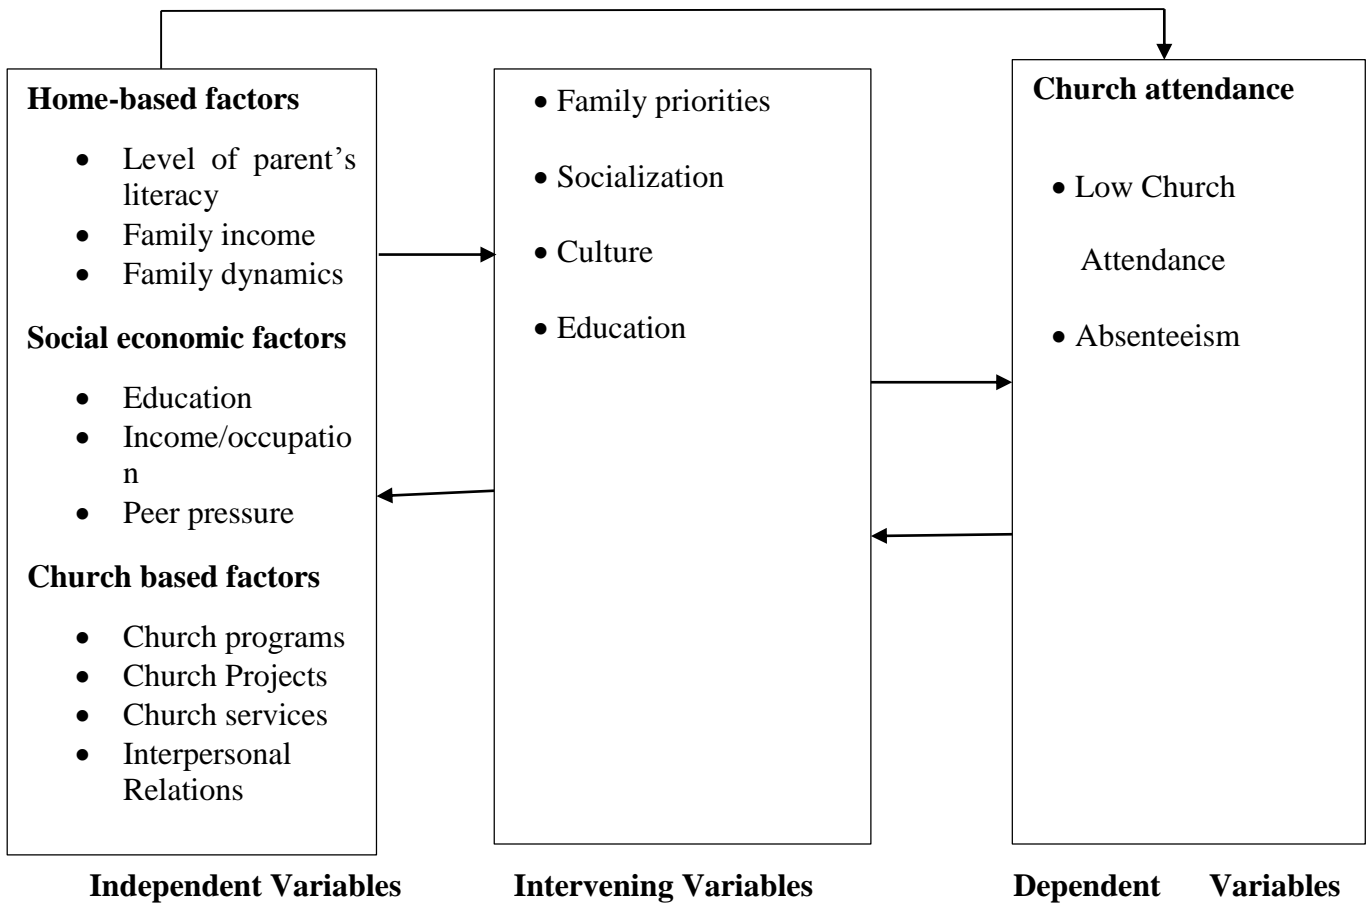 Home-based factors
• Level of parent’s
literacy
• Family income
• Family dynamics
Social economic factors
• Education
• Income/occupatio
n
• Peer pressure
Church based factors
• Church programs
• Church Projects
• Church services
• Interpersonal
Relations
Independent Variables
• Family priorities
• Socialization
• Culture
• Education
Intervening Variables
Church attendance
• Low Church
Attendance
• Absenteeism
Dependent Variables